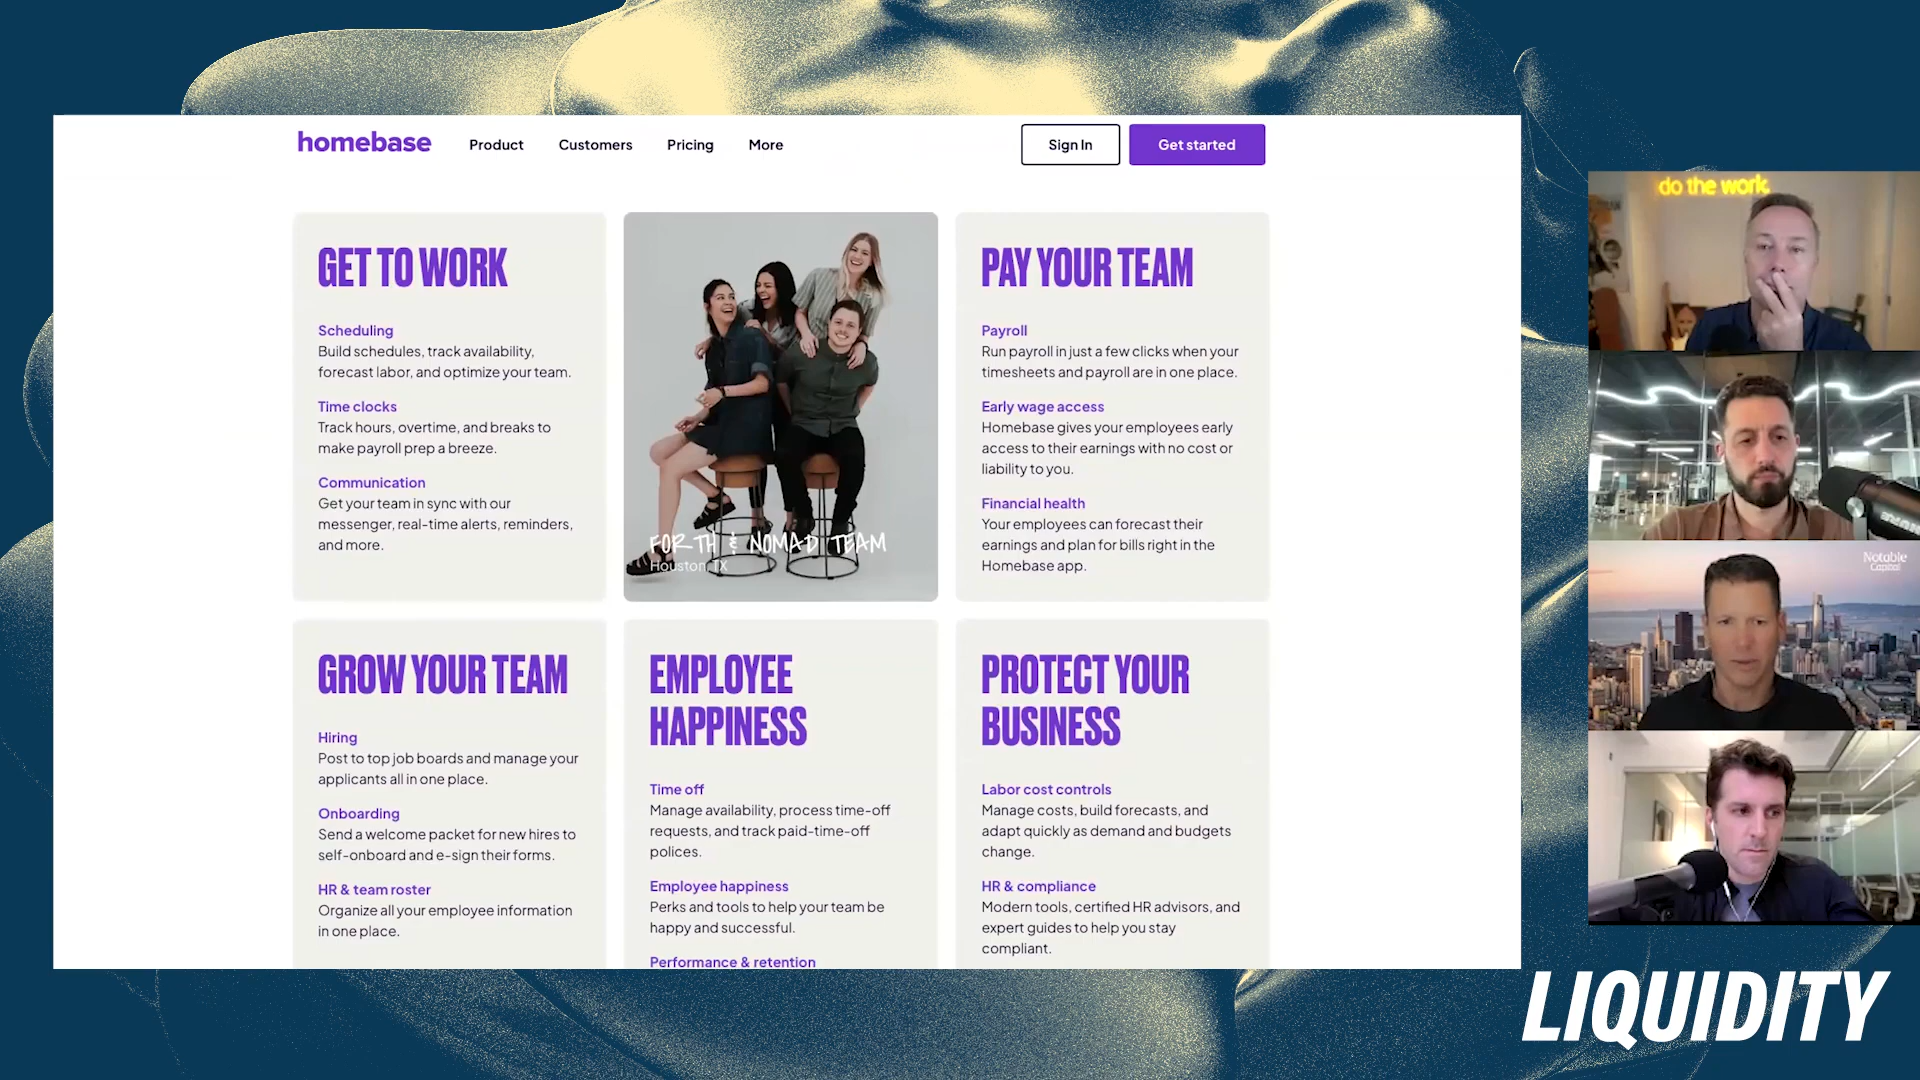 homebase
Product
Customers
Pricing
More
Sign In
Get started
GET TO WORK
Scheduling
Build schedules, track availability,
forecast labor, and optimize your team.
Time clocks
Track hours, overtime, and breaks to
make payroll prep a breeze.
Communication
Get your team in sync with our
messenger, real-time alerts, reminders,
and more.
FORTH & NOMAD TEAM
Houston, TX
PAY YOUR TEAM
Payroll
Run payroll in just a few clicks when your
timesheets and payroll are in one place.
Early wage access
Homebase gives your employees early
access to their earnings with no cost or
liability to you.
Financial health
Your employees can forecast their
earnings and plan for bills right in the
Homebase app.
GROW YOUR TEAM
Hiring
Post to top job boards and manage your
applicants all in one place.
Onboarding
Send a welcome packet for new hires to
self-onboard and e-sign their forms.
HR & team roster
Organize all your employee information
in one place.
EMPLOYEE
HAPPINESS
Time off
Manage availability, process time-off
requests, and track paid-time-off
polices.
Employee happiness
Perks and tools to help your team be
happy and successful.
Performance & retention
PROTECT YOUR
BUSINESS
Labor cost controls
Manage costs, build forecasts, and
adapt quickly as demand and budgets
change.
HR & compliance
Modern tools, certified HR advisors, and
expert guides to help you stay
compliant.
do the work
Notable
Capital
LIQUIDITY